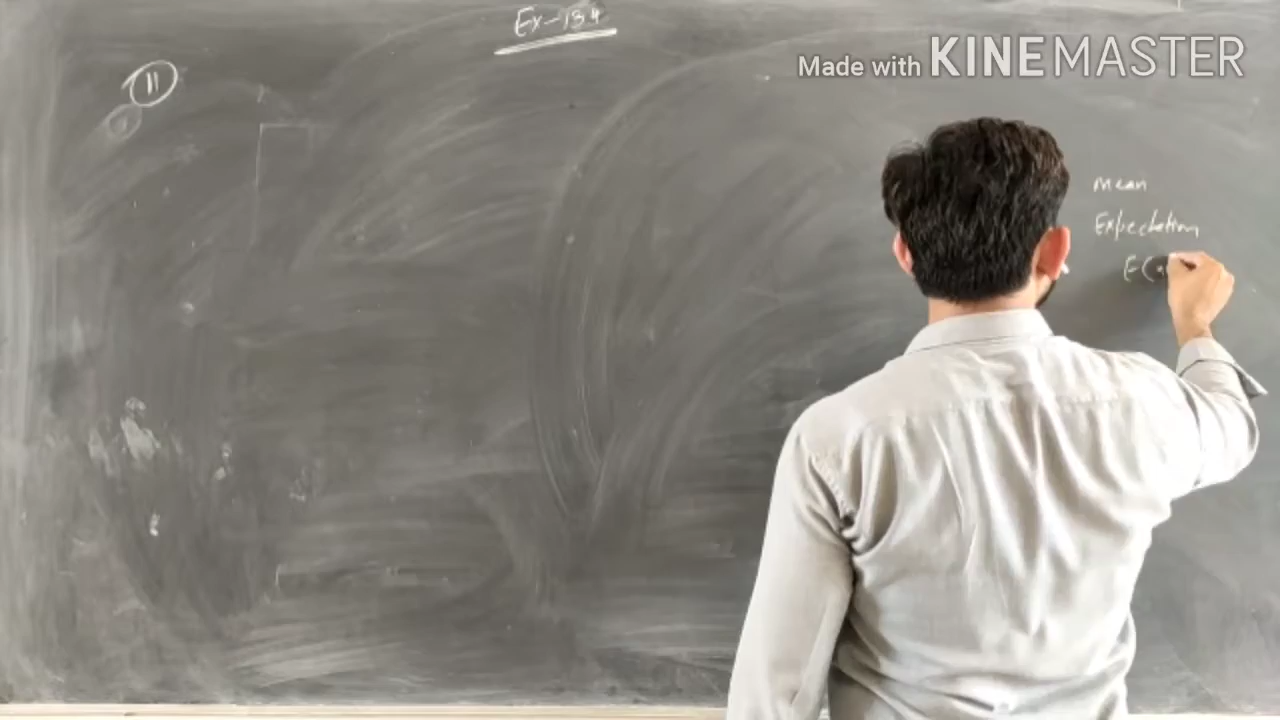 Ex-13.4
Made with KINEMASTER
11
mean
Expectation
E(